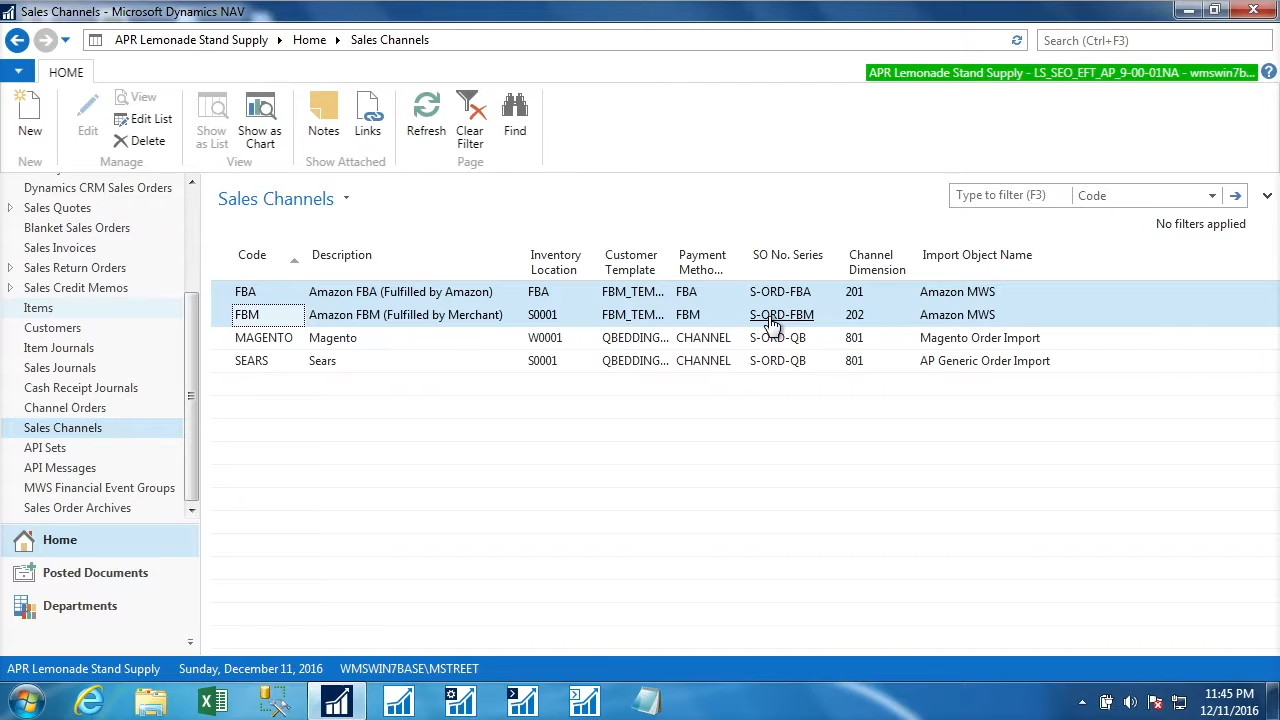 Sales Channels - Microsoft Dynamics NAV
APR Lemonade Stand Supply Home Sales Channels
Search (Ctrl+F3)
HOME
APR Lemonade Stand Supply - LS_SEO_EFT_AP_9-00-01NA - wmswin7b...
New
Edit
View
Edit List
Delete
Show as List
Show as Chart
Notes
Links
Refresh
Clear Filter
Find
New
Manage
View
Show Attached
Page
Dynamics CRM Sales Orders
Sales Quotes
Blanket Sales Orders
Sales Invoices
Sales Return Orders
Sales Credit Memos
Items
Customers
Item Journals
Sales Journals
Cash Receipt Journals
Channel Orders
Sales Channels
API Sets
API Messages
MWS Financial Event Groups
Sales Order Archives
Home
Posted Documents
Departments
Sales Channels
Type to filter (F3) Code
No filters applied
Code Description Inventory Location Customer Template Payment Metho... SO No. Series Channel Dimension Import Object Name
FBA Amazon FBA (Fulfilled by Amazon) FBA FBM_TEM... FBA S-ORD-FBA 201 Amazon MWS
FBM Amazon FBM (Fulfilled by Merchant) S0001 FBM_TEM... FBM S-ORD-FBM 202 Amazon MWS
MAGENTO Magento W0001 QBEDDING... CHANNEL S-ORD-QB 801 Magento Order Import
SEARS Sears S0001 QBEDDING... CHANNEL S-ORD-QB 801 AP Generic Order Import
APR Lemonade Stand Supply Sunday, December 11, 2016 WMSWIN7BASE\MSTREET
11:45 PM
12/11/2016